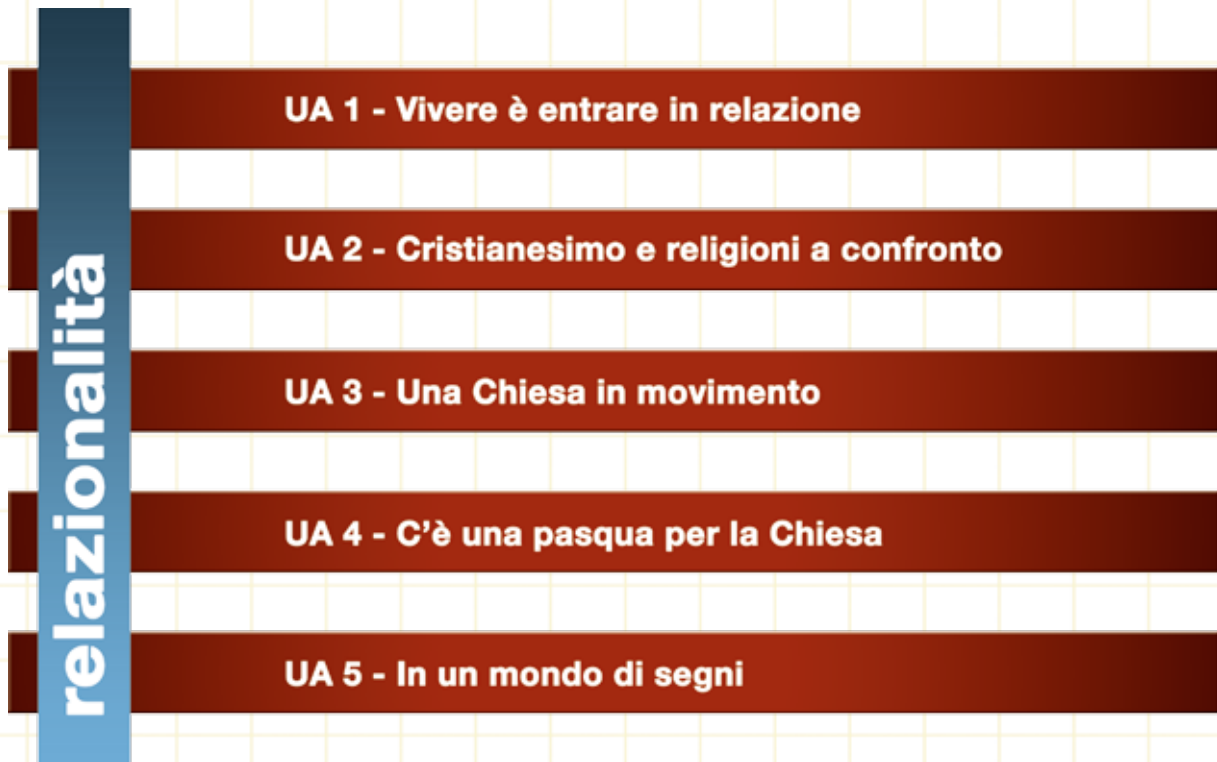 relazionalità
UA 1 - Vivere è entrare in relazione
UA 2 - Cristianesimo e religioni a confronto
UA 3 - Una Chiesa in movimento
UA 4 - C’è una pasqua per la Chiesa
UA 5 - In un mondo di segni